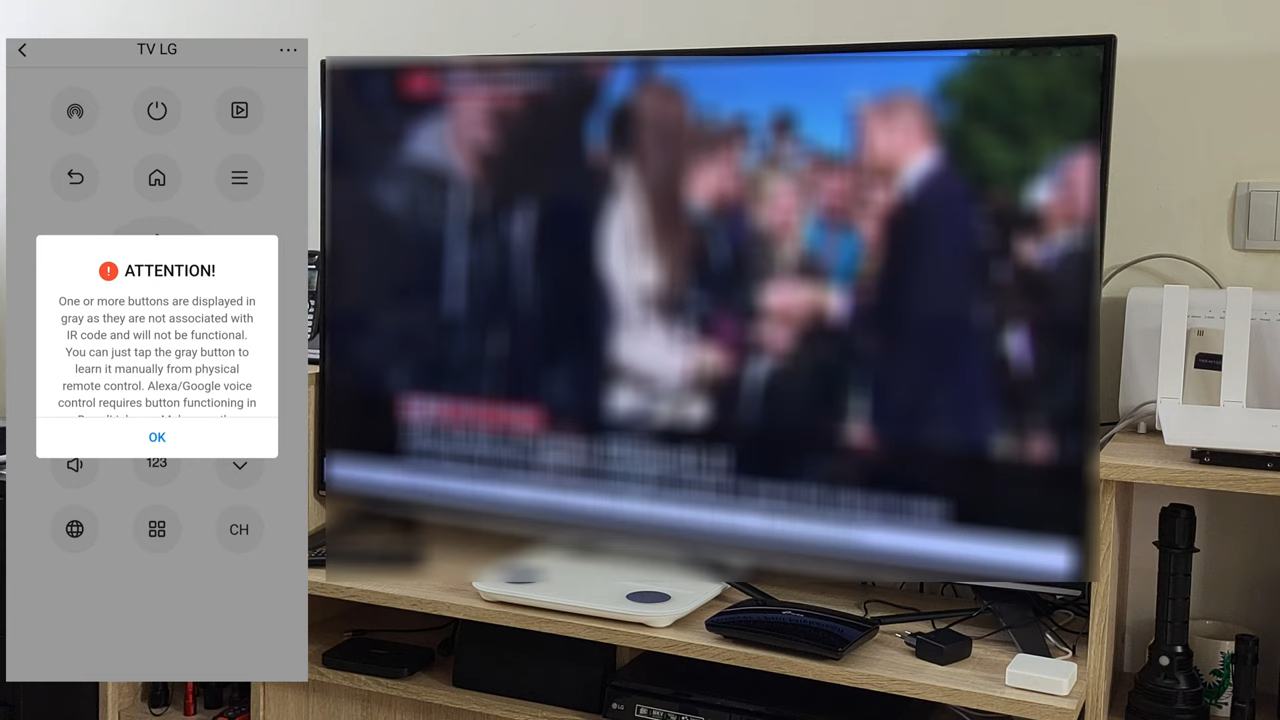 TV LG
ATTENTION!
One or more buttons are displayed in
gray as they are not associated with
IR code and will not be functional.
You can just tap the gray button to
learn it manually from physical
remote control. Alexa/Google voice
control requires button functioning in
OK
123
CH
LG